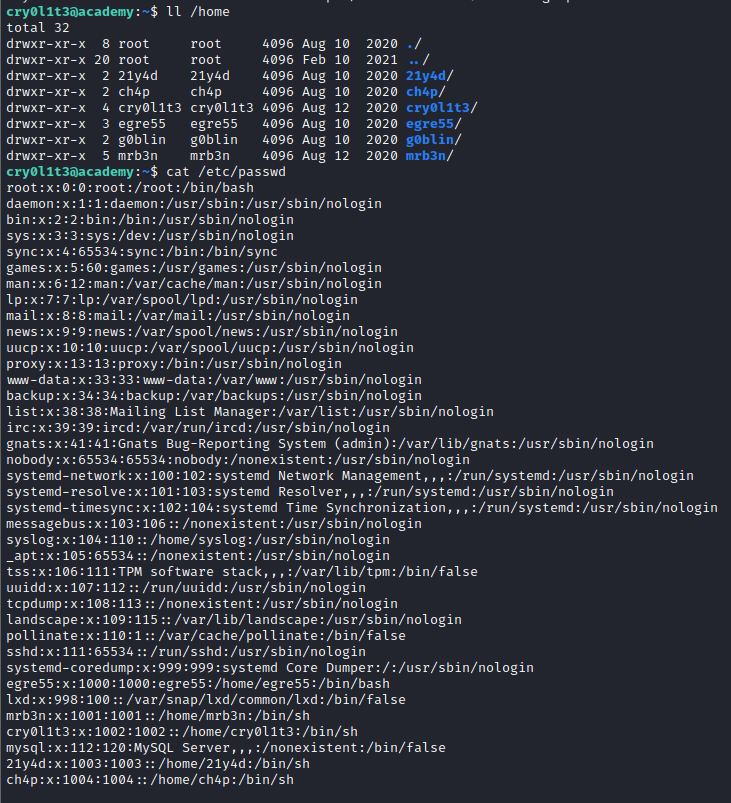 cry0l1t3@academy:~$ ll /home
total 32
drwxr-xr-x  8 root     root     4096 Aug 10  2020 ./
drwxr-xr-x 20 root     root     4096 Feb 10  2021 ../
drwxr-xr-x  2 21y4d    21y4d    4096 Aug 10  2020 21y4d/
drwxr-xr-x  2 ch4p     ch4p     4096 Aug 10  2020 ch4p/
drwxr-xr-x  4 cry0l1t3 cry0l1t3 4096 Aug 12  2020 cry0l1t3/
drwxr-xr-x  3 egre55   egre55   4096 Aug 10  2020 egre55/
drwxr-xr-x  2 g0blin   g0blin   4096 Aug 10  2020 g0blin/
drwxr-xr-x  5 mrb3n    mrb3n    4096 Aug 12  2020 mrb3n/
cry0l1t3@academy:~$ cat /etc/passwd
root:x:0:0:root:/root:/bin/bash
daemon:x:1:1:daemon:/usr/sbin:/usr/sbin/nologin
bin:x:2:2:bin:/bin:/usr/sbin/nologin
sys:x:3:3:sys:/dev:/usr/sbin/nologin
sync:x:4:65534:sync:/bin:/bin/sync
games:x:5:60:games:/usr/games:/usr/sbin/nologin
man:x:6:12:man:/var/cache/man:/usr/sbin/nologin
lp:x:7:7:lp:/var/spool/lpd:/usr/sbin/nologin
mail:x:8:8:mail:/var/mail:/usr/sbin/nologin
news:x:9:9:news:/var/spool/news:/usr/sbin/nologin
uucp:x:10:10:uucp:/var/spool/uucp:/usr/sbin/nologin
proxy:x:13:13:proxy:/bin:/usr/sbin/nologin
www-data:x:33:33:www-data:/var/www:/usr/sbin/nologin
backup:x:34:34:backup:/var/backups:/usr/sbin/nologin
list:x:38:38:Mailing List Manager:/var/list:/usr/sbin/nologin
irc:x:39:39:ircd:/var/run/ircd:/usr/sbin/nologin
gnats:x:41:41:Gnats Bug-Reporting System (admin):/var/lib/gnats:/usr/sbin/nologin
nobody:x:65534:65534:nobody:/nonexistent:/usr/sbin/nologin
systemd-network:x:100:102:systemd Network Management,,,:/run/systemd:/usr/sbin/nologin
systemd-resolve:x:101:103:systemd Resolver,,,:/run/systemd:/usr/sbin/nologin
systemd-timesync:x:102:104:systemd Time Synchronization,,,:/run/systemd:/usr/sbin/nologin
messagebus:x:103:106::/nonexistent:/usr/sbin/nologin
syslog:x:104:110::/home/syslog:/usr/sbin/nologin
_apt:x:105:65534::/nonexistent:/usr/sbin/nologin
tss:x:106:111:TPM software stack,,,:/var/lib/tpm:/bin/false
uuidd:x:107:112::/run/uuidd:/usr/sbin/nologin
tcpdump:x:108:113::/nonexistent:/usr/sbin/nologin
landscape:x:109:115::/var/lib/landscape:/usr/sbin/nologin
pollinate:x:110:1::/var/cache/pollinate:/bin/false
sshd:x:111:65534::/run/sshd:/usr/sbin/nologin
systemd-coredump:x:999:999:systemd Core Dumper:/:/usr/sbin/nologin
egre55:x:1000:1000:egre55:/home/egre55:/bin/bash
lxd:x:998:100::/var/snap/lxd/common/lxd:/bin/false
mrb3n:x:1001:1001::/home/mrb3n:/bin/sh
cry0l1t3:x:1002:1002::/home/cry0l1t3:/bin/sh
mysql:x:112:120:MySQL Server,,,:/nonexistent:/bin/false
21y4d:x:1003:1003::/home/21y4d:/bin/sh
ch4p:x:1004:1004::/home/ch4p:/bin/sh